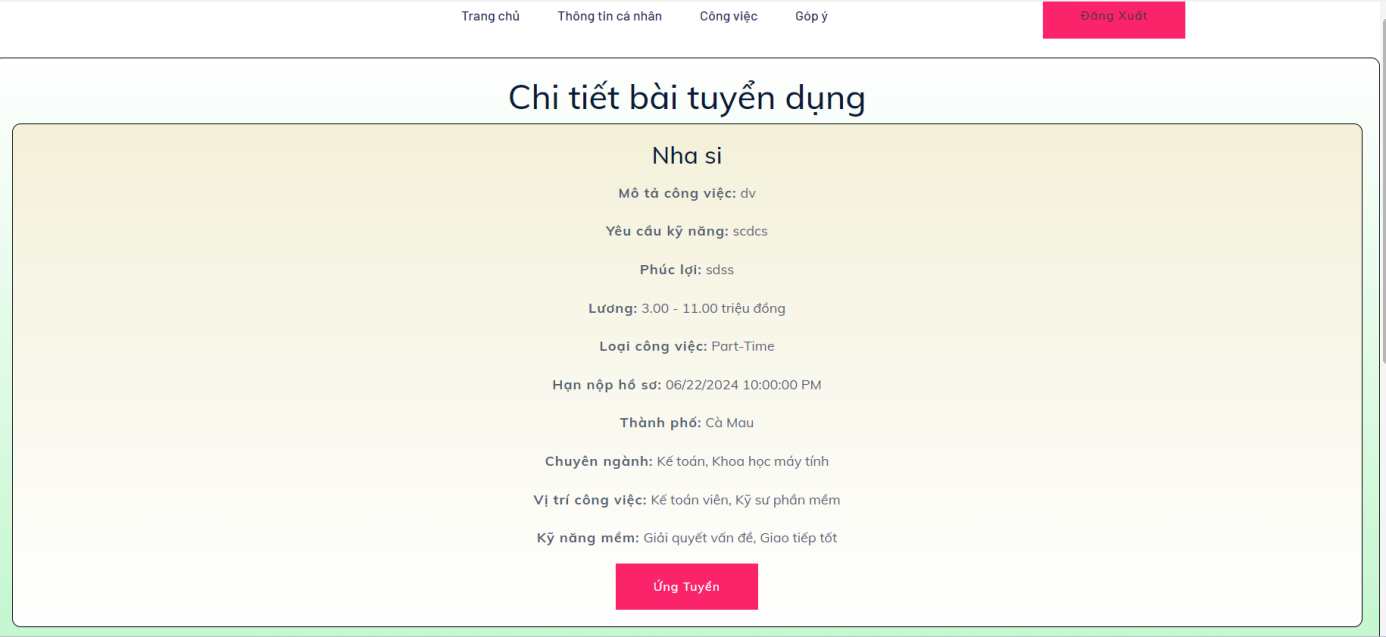 Trang chủ Thông tin cá nhân Công việc Góp ý Đăng Xuất
Chi tiết bài tuyển dụng
Nha si
Mô tả công việc: dv
Yêu cầu kỹ năng: scdcs
Phúc lợi: sdss
Lương: 3.00 - 11.00 triệu đồng
Loại công việc: Part-Time
Hạn nộp hồ sơ: 06/22/2024 10:00:00 PM
Thành phố: Cà Mau
Chuyên ngành: Kế toán, Khoa học máy tính
Vị trí công việc: Kế toán viên, Kỹ sư phần mềm
Kỹ năng mềm: Giải quyết vấn đề, Giao tiếp tốt
Ứng Tuyển